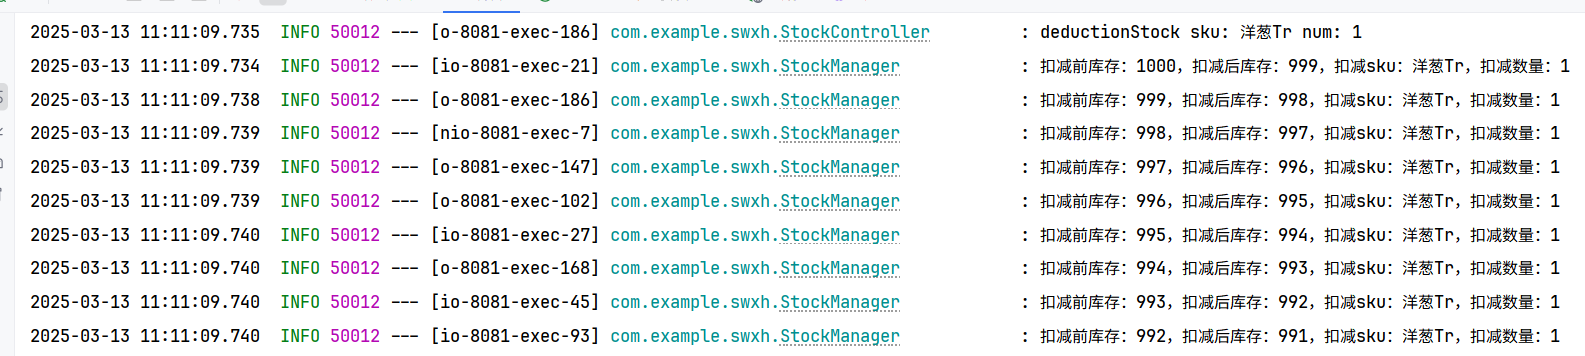 2025-03-13 11:11:09.735  INFO 50012 --- [o-8081-exec-186] com.example.swxh.StockController         : deductionStock sku: 洋葱Tr num: 1
2025-03-13 11:11:09.734  INFO 50012 --- [io-8081-exec-21] com.example.swxh.StockManager            : 扣减前库存：1000，扣减后库存：999，扣减sku：洋葱Tr，扣减数量：1
2025-03-13 11:11:09.738  INFO 50012 --- [o-8081-exec-186] com.example.swxh.StockManager            : 扣减前库存：999，扣减后库存：998，扣减sku：洋葱Tr，扣减数量：1
2025-03-13 11:11:09.739  INFO 50012 --- [nio-8081-exec-7] com.example.swxh.StockManager            : 扣减前库存：998，扣减后库存：997，扣减sku：洋葱Tr，扣减数量：1
2025-03-13 11:11:09.739  INFO 50012 --- [o-8081-exec-147] com.example.swxh.StockManager            : 扣减前库存：997，扣减后库存：996，扣减sku：洋葱Tr，扣减数量：1
2025-03-13 11:11:09.739  INFO 50012 --- [o-8081-exec-102] com.example.swxh.StockManager            : 扣减前库存：996，扣减后库存：995，扣减sku：洋葱Tr，扣减数量：1
2025-03-13 11:11:09.740  INFO 50012 --- [io-8081-exec-27] com.example.swxh.StockManager            : 扣减前库存：995，扣减后库存：994，扣减sku：洋葱Tr，扣减数量：1
2025-03-13 11:11:09.740  INFO 50012 --- [o-8081-exec-168] com.example.swxh.StockManager            : 扣减前库存：994，扣减后库存：993，扣减sku：洋葱Tr，扣减数量：1
2025-03-13 11:11:09.740  INFO 50012 --- [io-8081-exec-45] com.example.swxh.StockManager            : 扣减前库存：993，扣减后库存：992，扣减sku：洋葱Tr，扣减数量：1
2025-03-13 11:11:09.740  INFO 50012 --- [io-8081-exec-93] com.example.swxh.StockManager            : 扣减前库存：992，扣减后库存：991，扣减sku：洋葱Tr，扣减数量：1